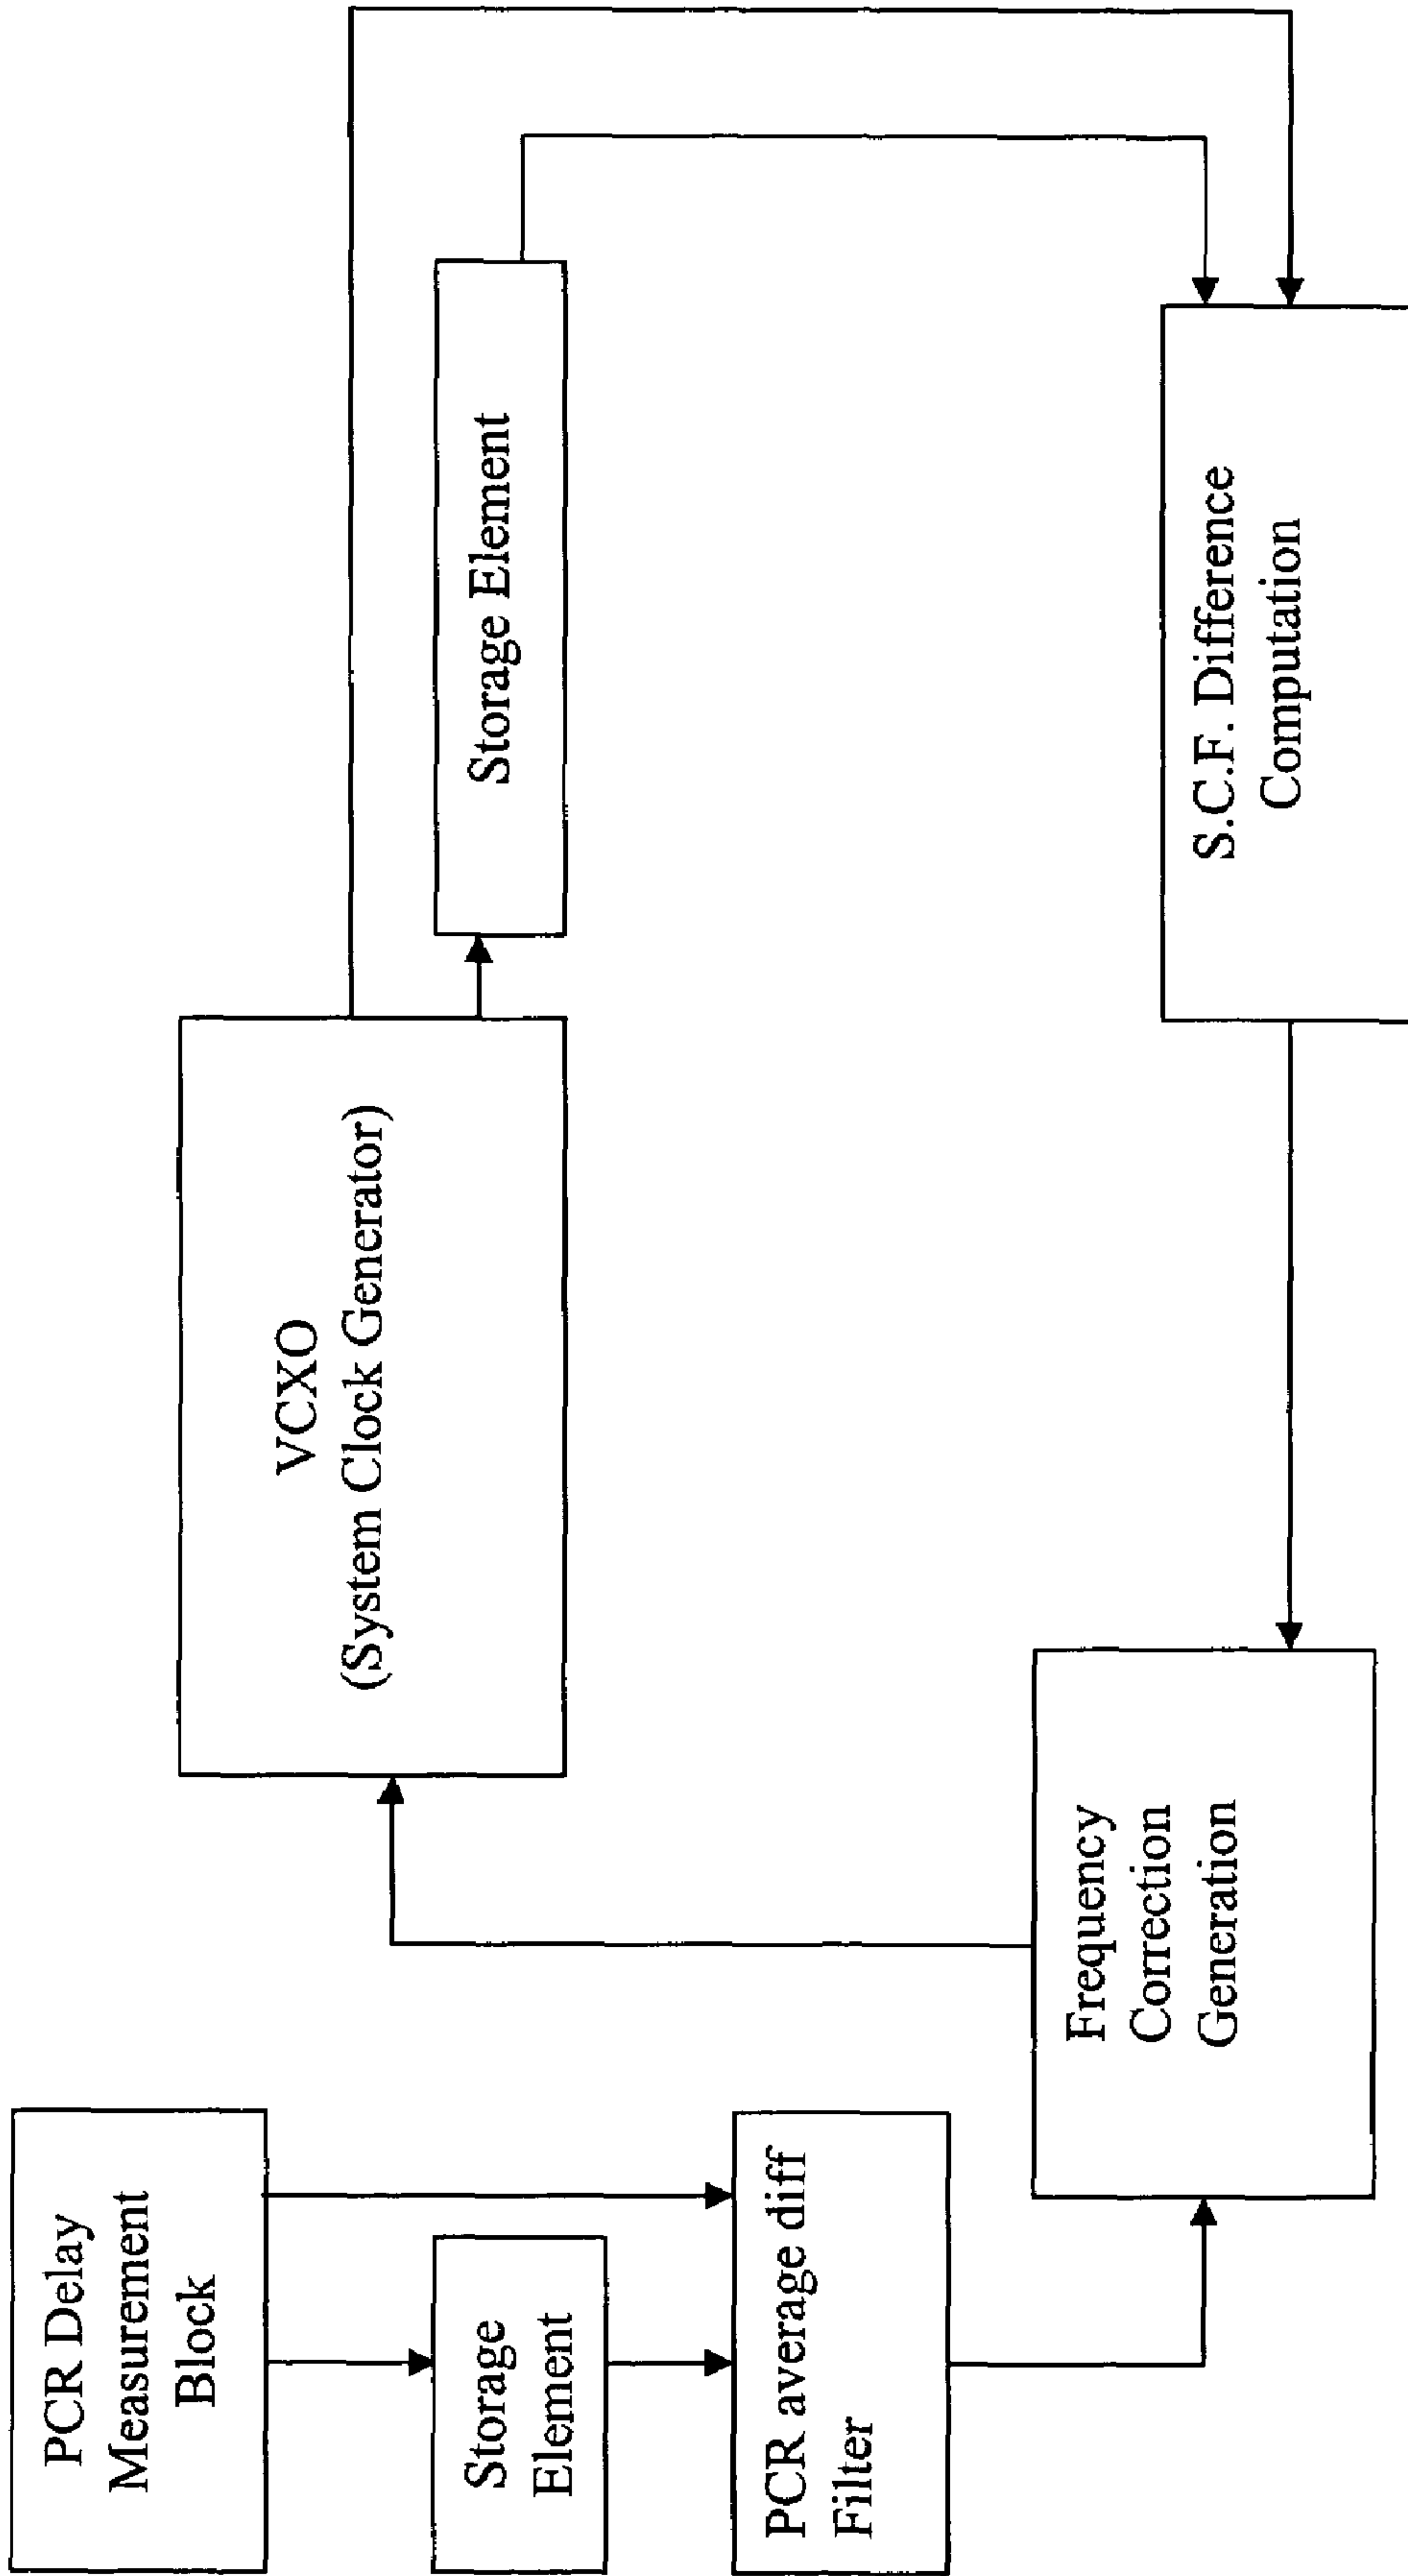 PCR Delay
Measurement
Block
Storage
Element
PCR average diff
Filter
Frequency
Correction
Generation
VCXO
(System Clock Generator)
Storage Element
S.C.F. Difference
Computation